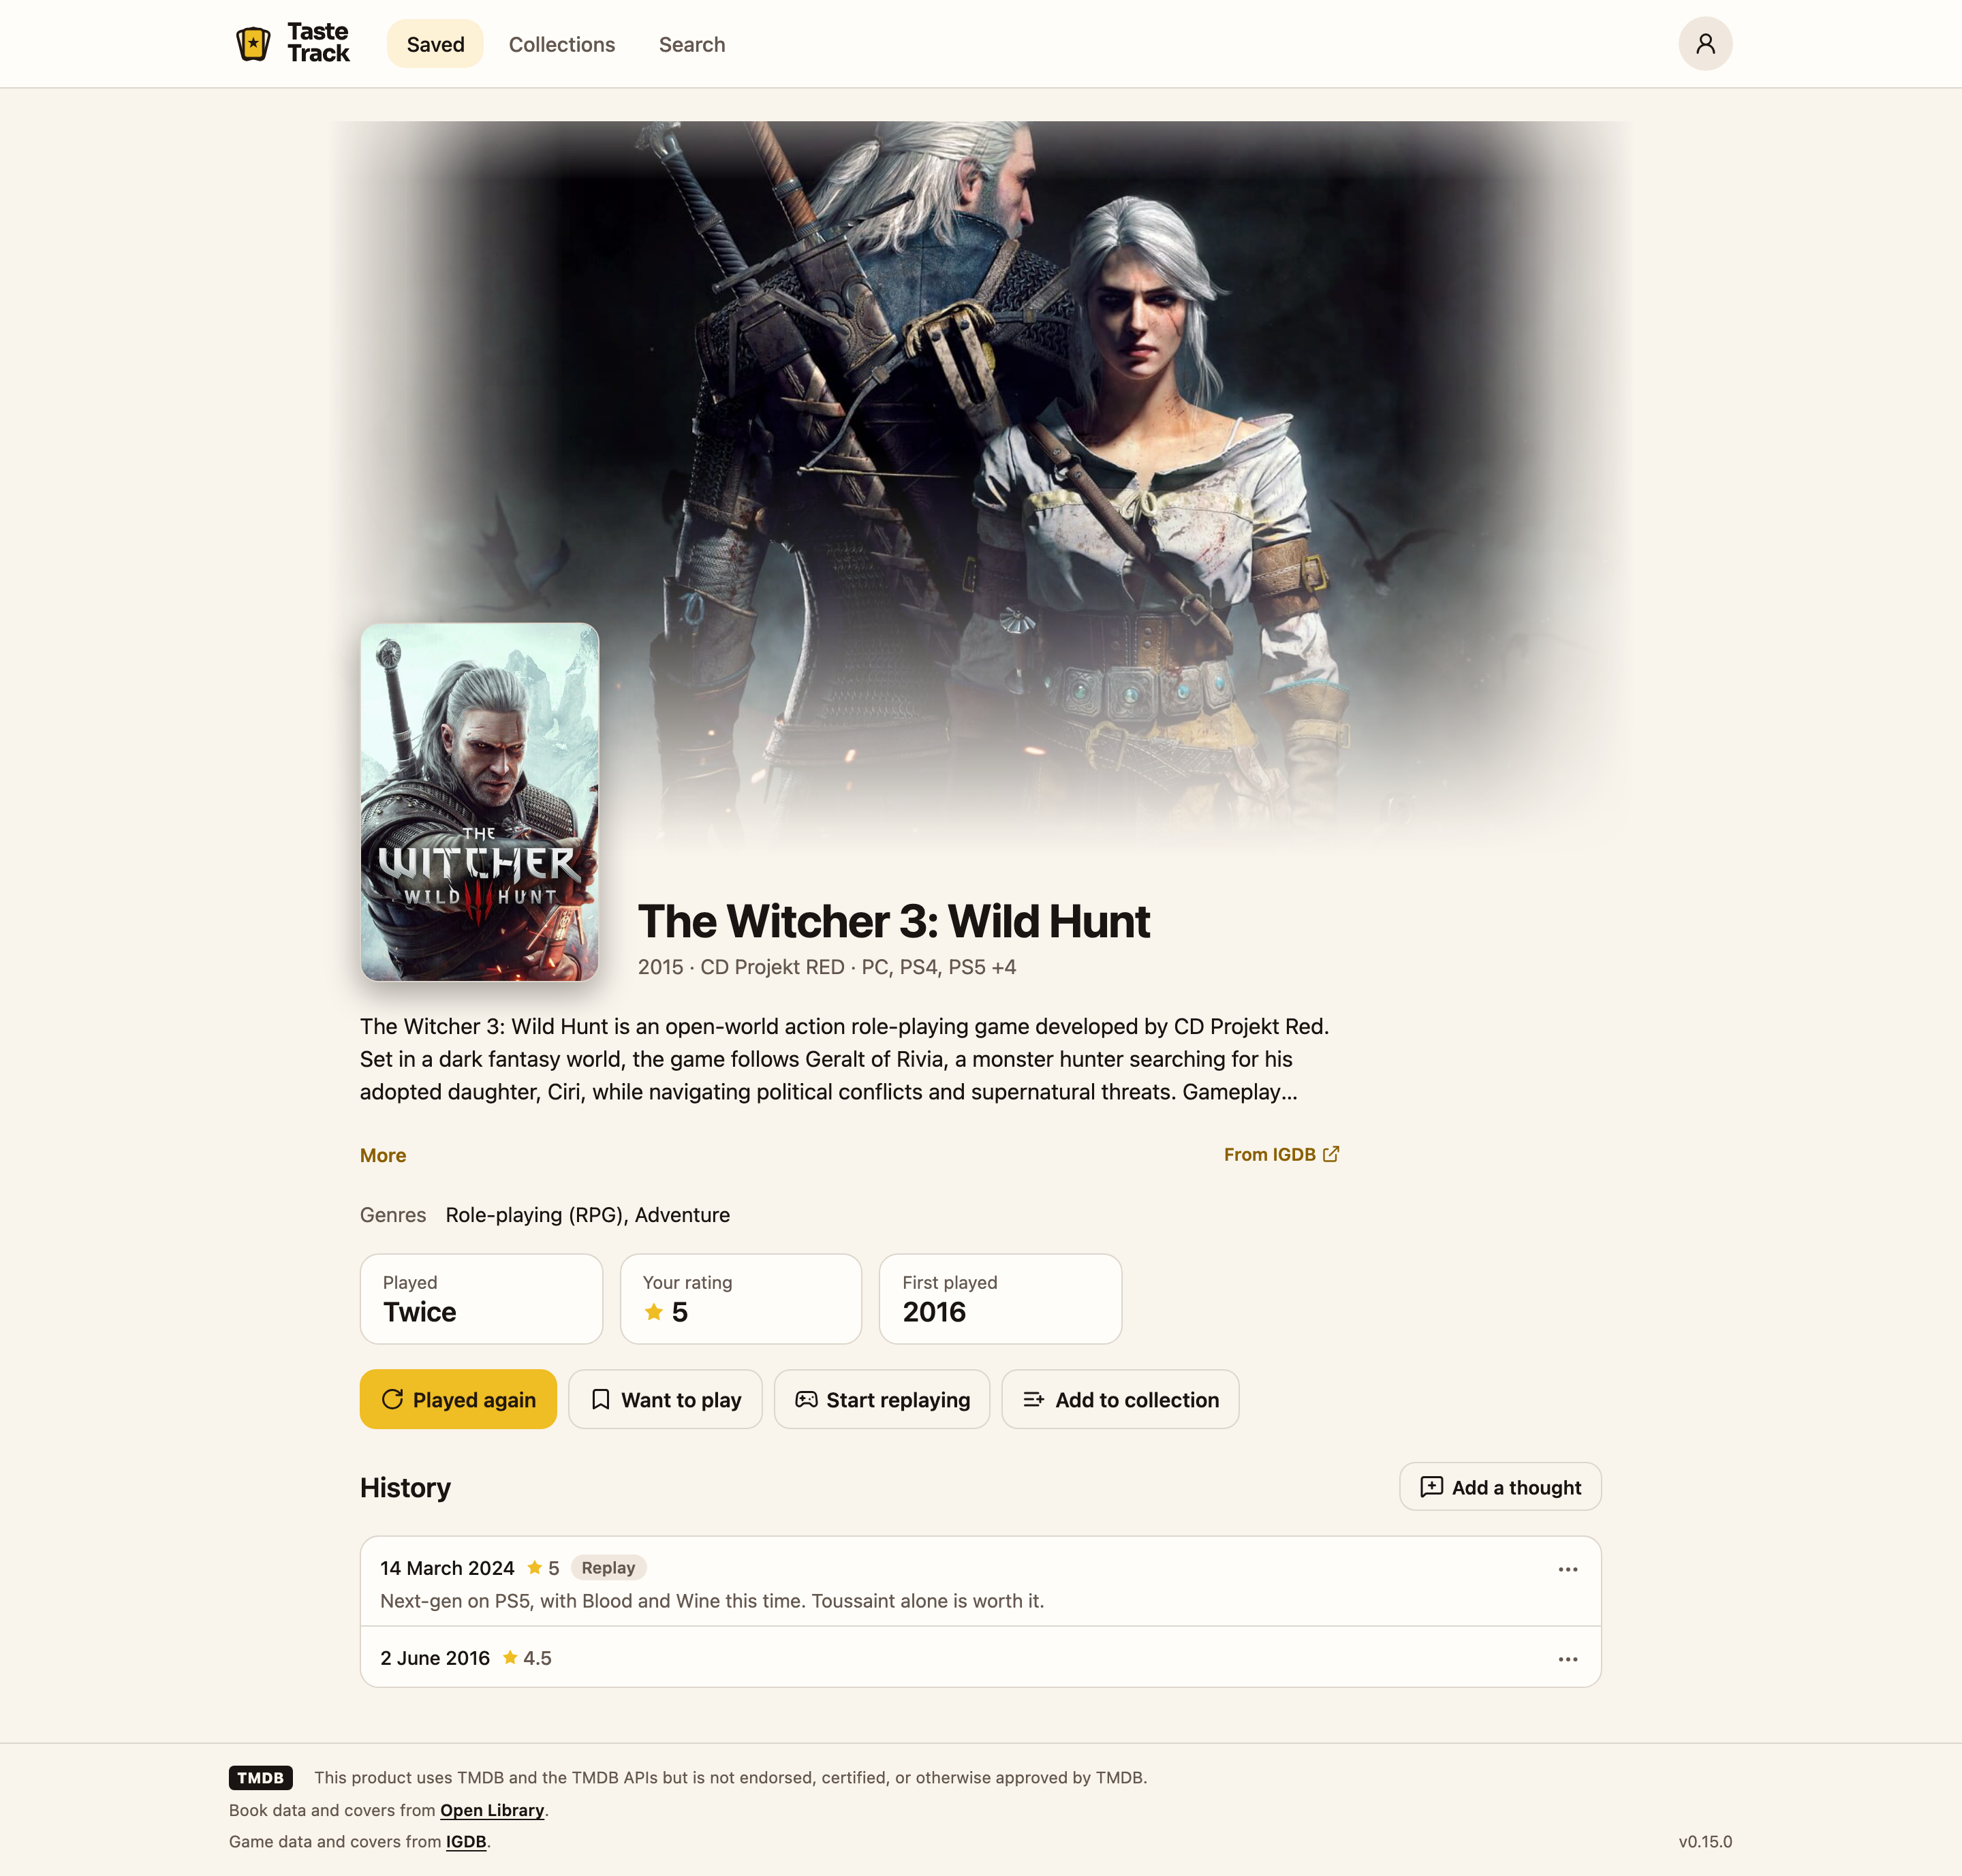 Taste
Track
Saved
Collections
Search
THE
WITCHER
WILD HUNT
The Witcher 3: Wild Hunt
2015 · CD Projekt RED · PC, PS4, PS5 +4
The Witcher 3: Wild Hunt is an open-world action role-playing game developed by CD Projekt Red.
Set in a dark fantasy world, the game follows Geralt of Rivia, a monster hunter searching for his
adopted daughter, Ciri, while navigating political conflicts and supernatural threats. Gameplay...
More
From IGDB
Genres Role-playing (RPG), Adventure
Played
Twice
Your rating
5
First played
2016
Played again
Want to play
Start replaying
Add to collection
History
Add a thought
14 March 2024 5 Replay
Next-gen on PS5, with Blood and Wine this time. Toussaint alone is worth it.
2 June 2016 4.5
TMDB This product uses TMDB and the TMDB APIs but is not endorsed, certified, or otherwise approved by TMDB.
Book data and covers from Open Library.
Game data and covers from IGDB.
v0.15.0